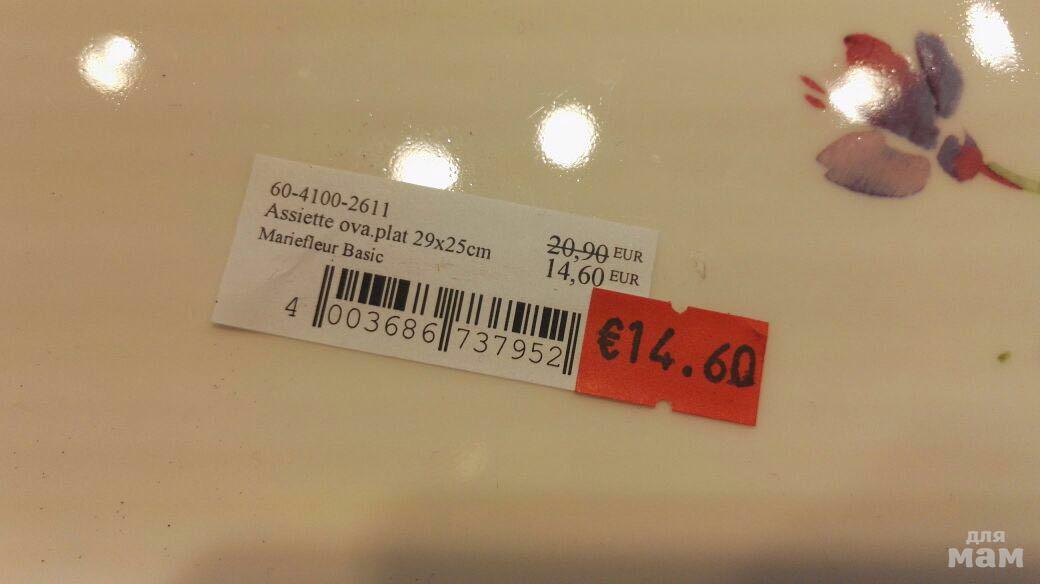 60-4100-2611
Assiette ova.plat 29x25cm
Mariefleur Basic
20,90 EUR
14,60 EUR
4 003686 737952
€14.60
для
мам